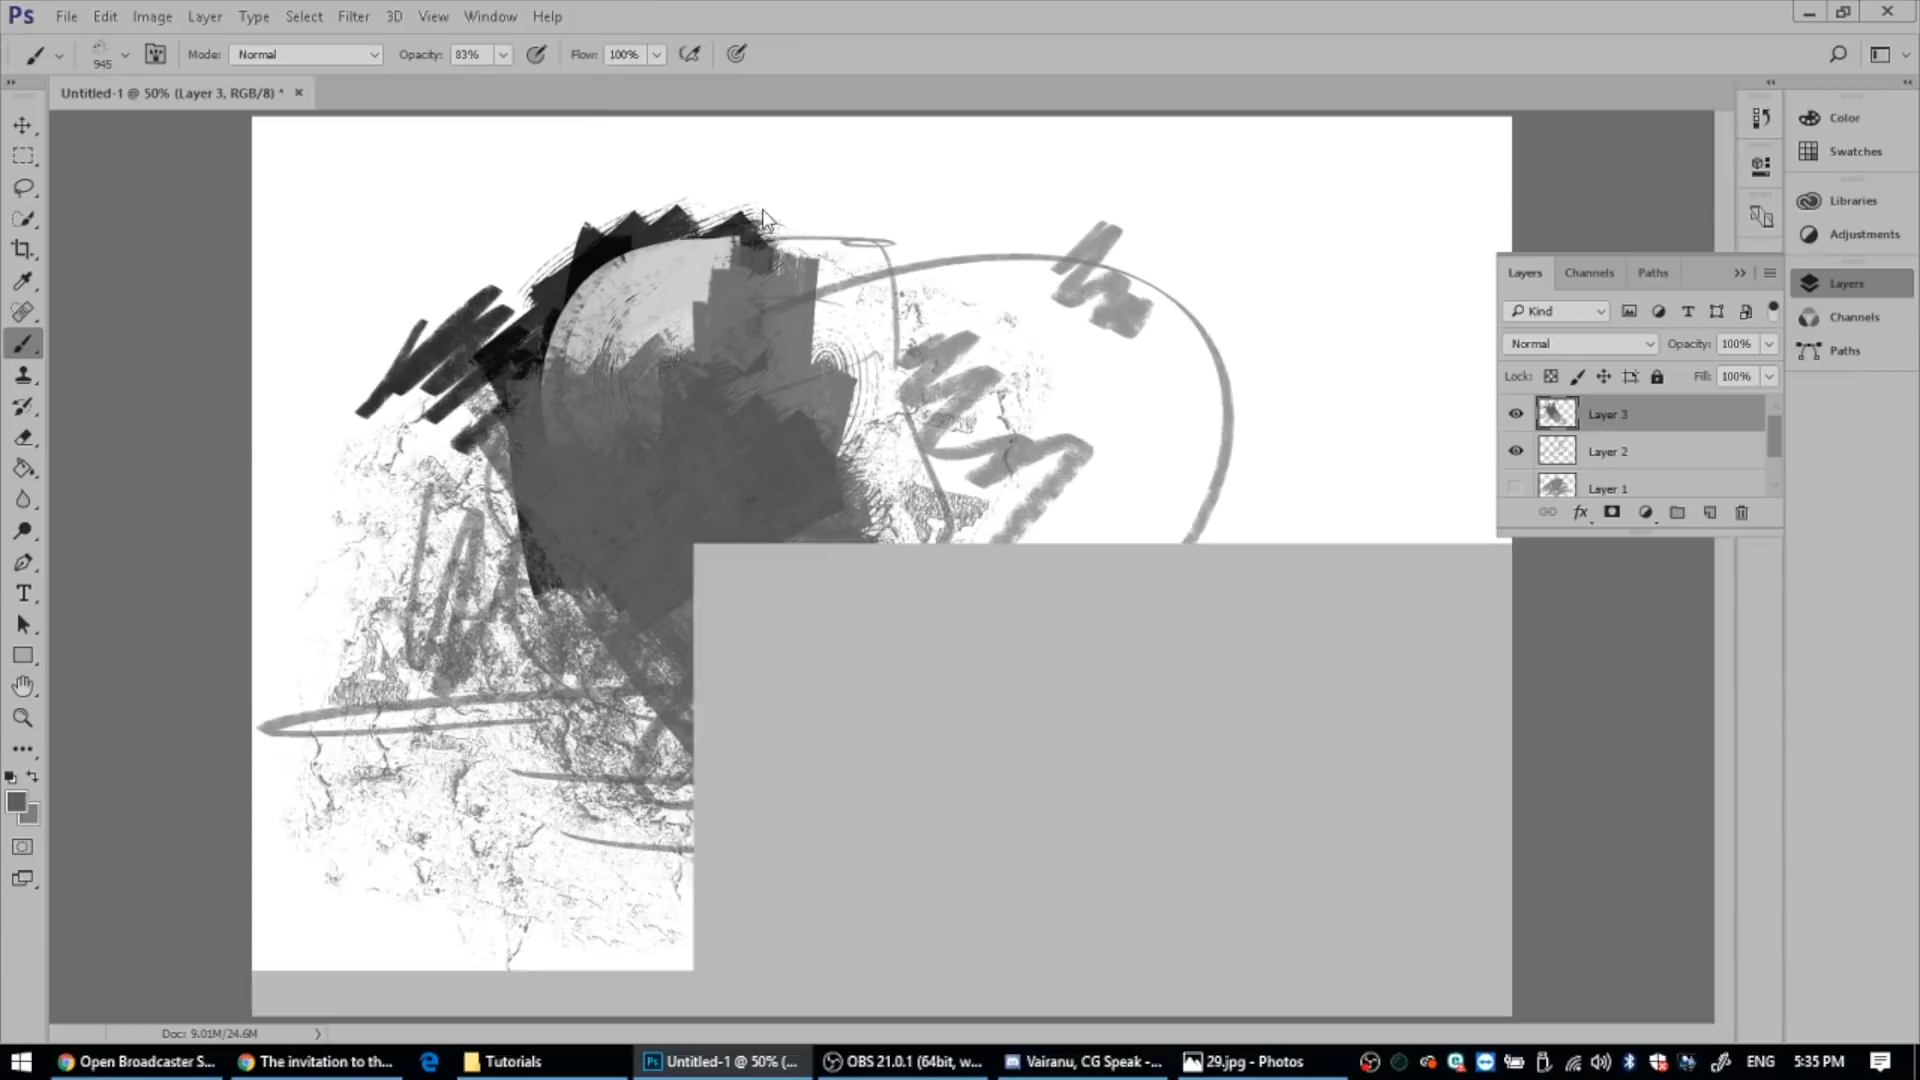 Ps File Edit Image Layer Type Select Filter 3D View Window Help
945 Mode: Normal Opacity: 83% Flow: 100%
Untitled-1 @ 50% (Layer 3, RGB/8) * ×
Color
Swatches
Libraries
Adjustments
Layers
Channels
Paths
Layers Channels Paths
Kind
Normal Opacity: 100%
Lock: Fill: 100%
Layer 3
Layer 2
Layer 1
fx
Doc: 9.01M/24.6M
Open Broadcaster S... The invitation to th... Tutorials Untitled-1 @ 50% (... OBS 21.0.1 (64bit, w... Vairanu, CG Speak -... 29.jpg - Photos ENG 5:35 PM